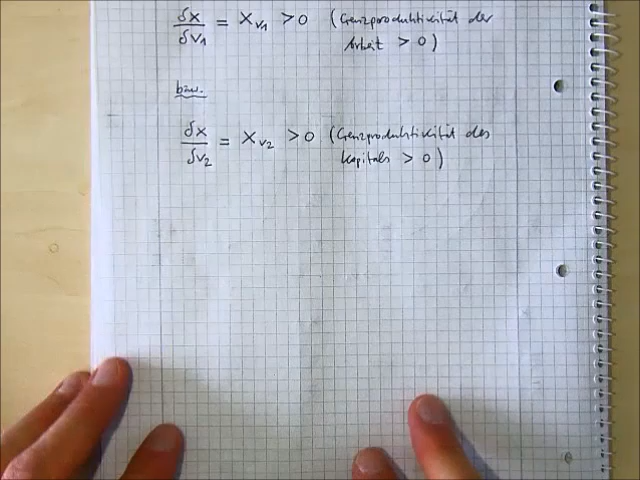 δx/δv₁ = x_v₁ > 0 (Grenzproduktivität der
Arbeit > 0)
bzw.
δx/δv₂ = x_v₂ > 0 (Grenzproduktivität des
Kapitals > 0)